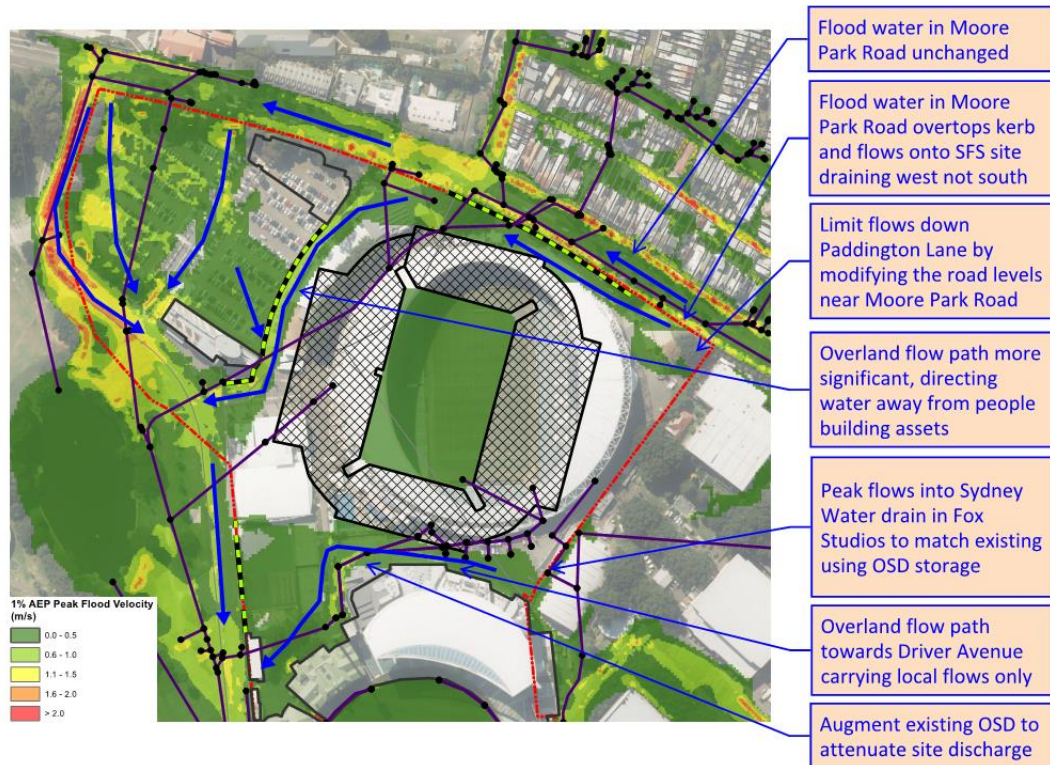 Flood water in Moore
Park Road unchanged
Flood water in Moore
Park Road overtops kerb
and flows onto SFS site
draining west not south
Limit flows down
Paddington Lane by
modifying the road levels
near Moore Park Road
Overland flow path more
significant, directing
water away from people
building assets
Peak flows into Sydney
Water drain in Fox
Studios to match existing
using OSD storage
Overland flow path
towards Driver Avenue
carrying local flows only
Augment existing OSD to
attenuate site discharge
1% AEP Peak Flood Velocity
(m/s)
0.0 - 0.5
0.6 - 1.0
1.1 - 1.5
1.6 - 2.0
> 2.0